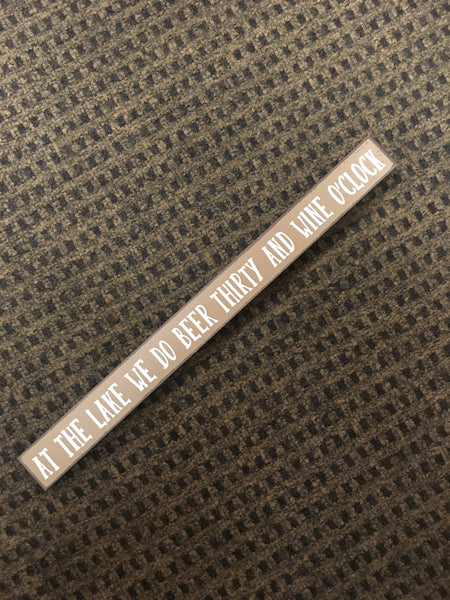 AT THE LAKE WE DO BEER THIRTY AND WINE O'CLOCK